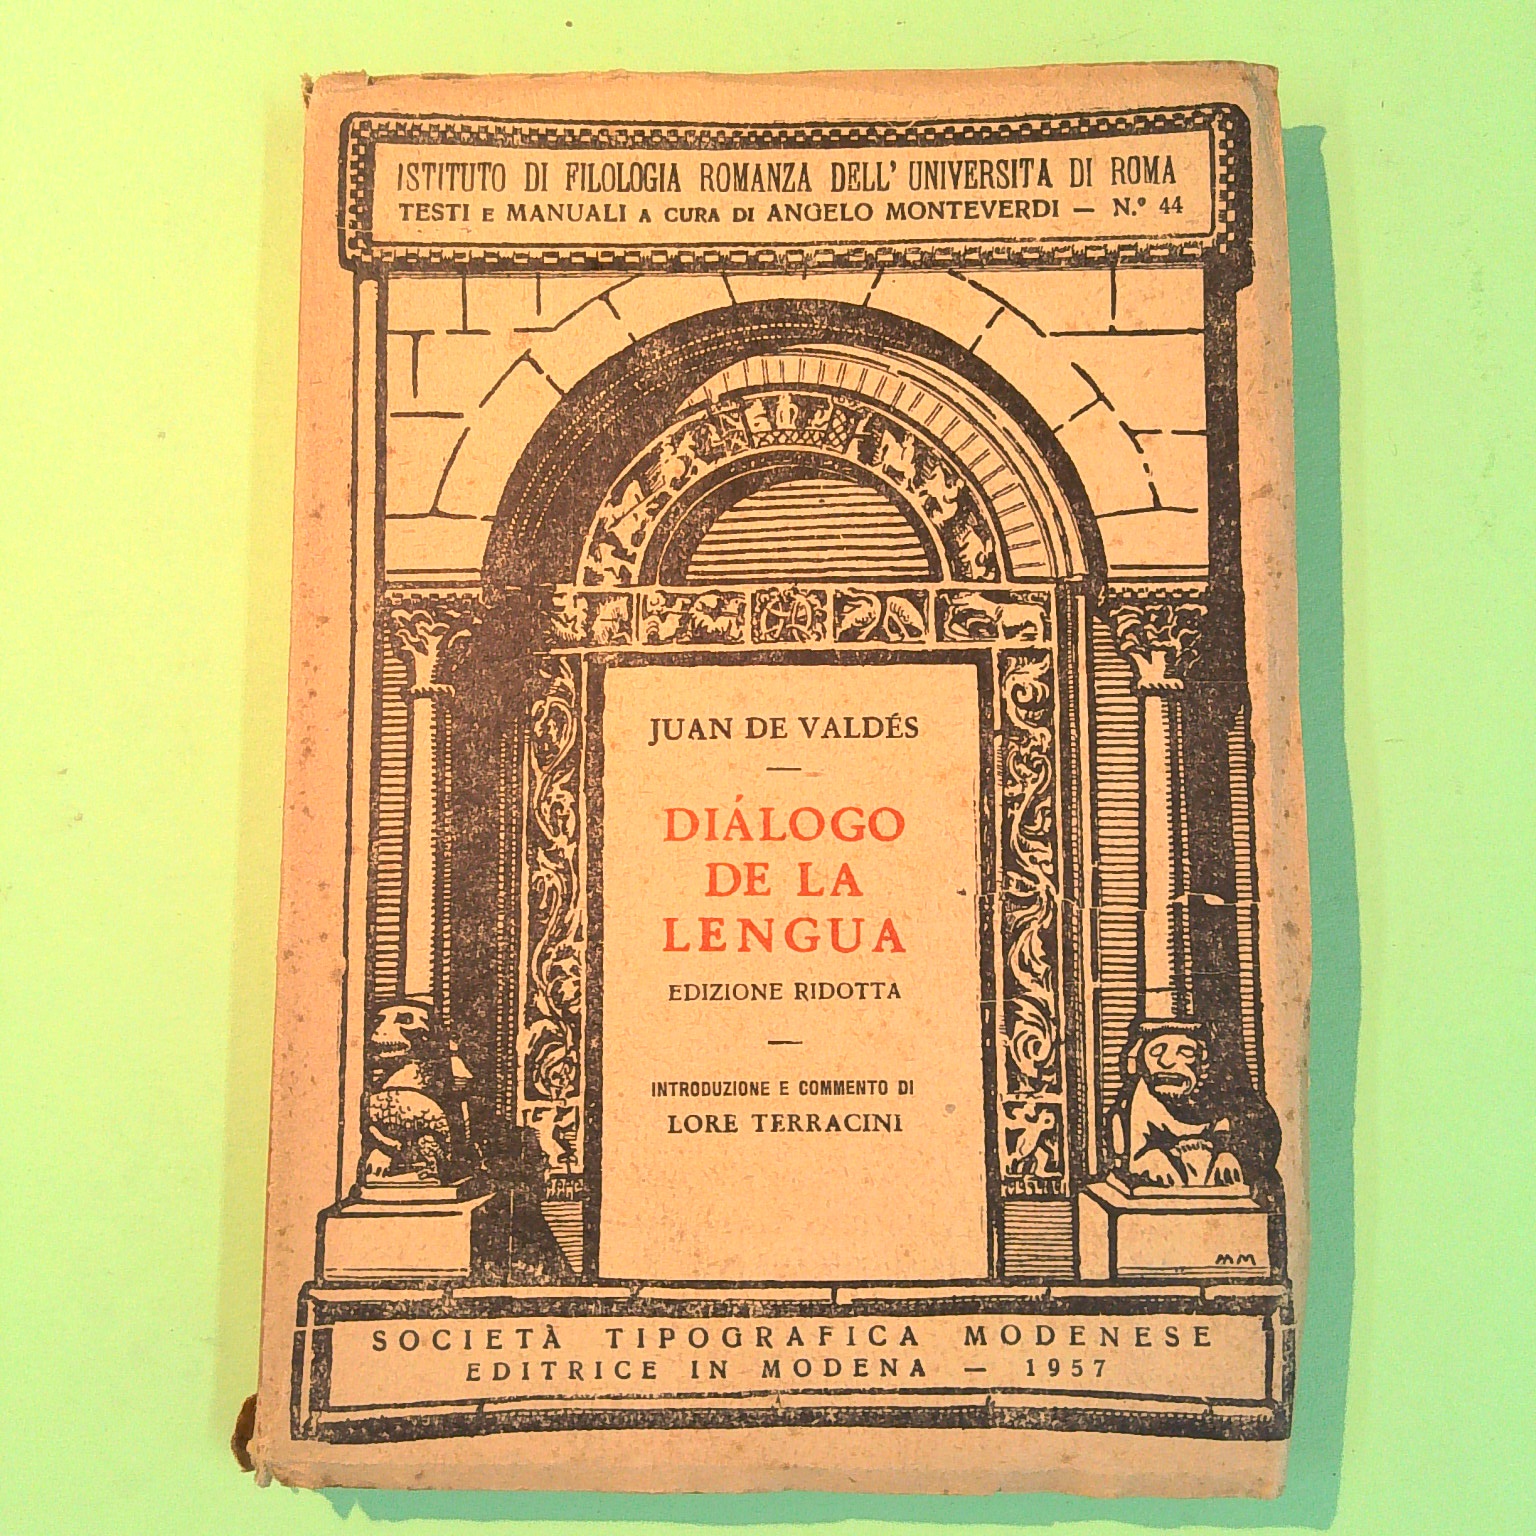 ISTITUTO DI FILOLOGIA ROMANZA DELL' UNIVERSITA DI ROMA
TESTI E MANUALI A CURA DI ANGELO MONTEVERDI — N.º 44
JUAN DE VALDÉS
—
DIÁLOGO
DE LA
LENGUA
EDIZIONE RIDOTTA
—
INTRODUZIONE E COMMENTO DI
LORE TERRACINI
MM
SOCIETÀ TIPOGRAFICA MODENESE
EDITRICE IN MODENA — 1957